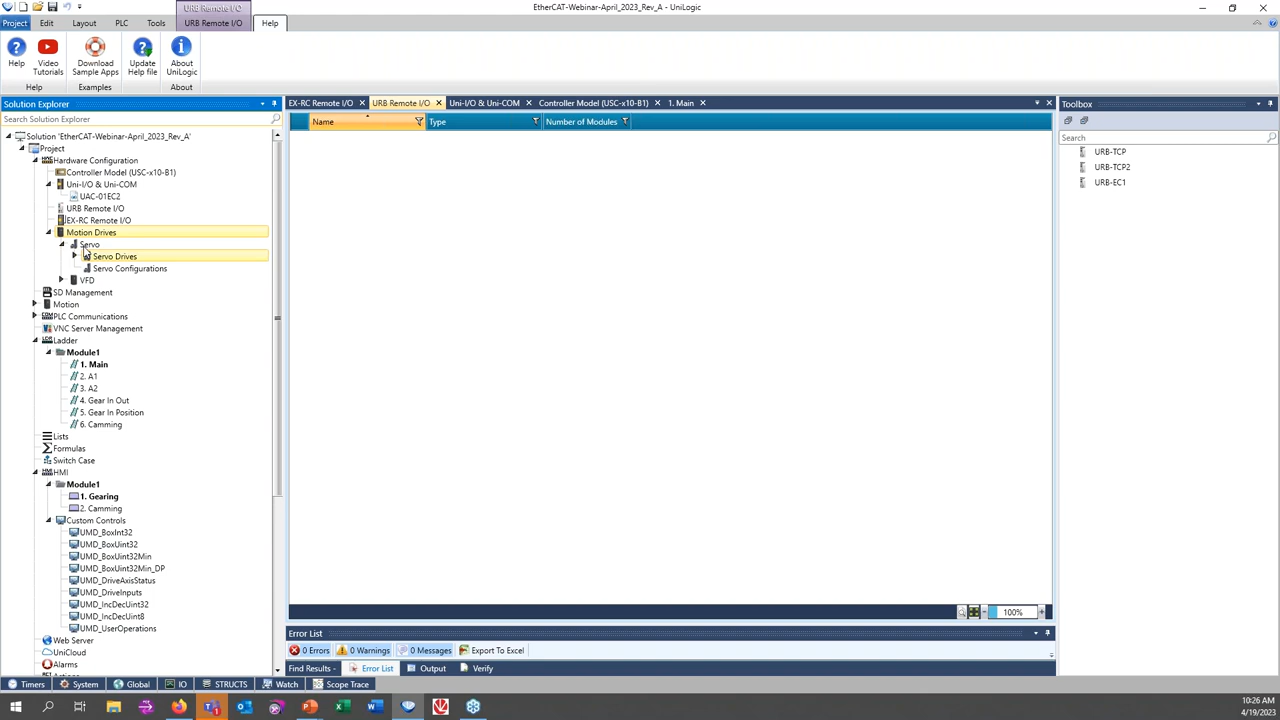 URB Remote I/O
EtherCAT-Webinar-April_2023_Rev_A - UniLogic
Project
Edit
Layout
PLC
Tools
URB Remote I/O
Help
Help
Video Tutorials
Download Sample Apps
Update Help file
About UniLogic
Help
Examples
About
Solution Explorer
Search Solution Explorer
Solution 'EtherCAT-Webinar-April_2023_Rev_A'
Project
Hardware Configuration
Controller Model (USC-x10-B1)
Uni-I/O & Uni-COM
UAC-01EC2
URB Remote I/O
EX-RC Remote I/O
Motion Drives
Servo
Servo Drives
Servo Configurations
VFD
SD Management
Motion
PLC Communications
VNC Server Management
Ladder
Module1
1. Main
2. A1
3. A2
4. Gear In Out
5. Gear In Position
6. Camming
Lists
Formulas
Switch Case
HMI
Module1
1. Gearing
2. Camming
Custom Controls
UMD_BoxInt32
UMD_BoxUint32
UMD_BoxUint32Min
UMD_BoxUint32Min_DP
UMD_DriveAxisStatus
UMD_DriveInputs
UMD_IncDecUint32
UMD_IncDecUint8
UMD_UserOperations
Web Server
UniCloud
Alarms
EX-RC Remote I/O
URB Remote I/O
Uni-I/O & Uni-COM
Controller Model (USC-x10-B1)
1. Main
Name
Type
Number of Modules
100%
Toolbox
Search
URB-TCP
URB-TCP2
URB-EC1
Error List
0 Errors
0 Warnings
0 Messages
Export To Excel
Find Results -
Error List
Output
Verify
Timers
System
Global
IO
STRUCTS
Watch
Scope Trace
10:26 AM
4/19/2023